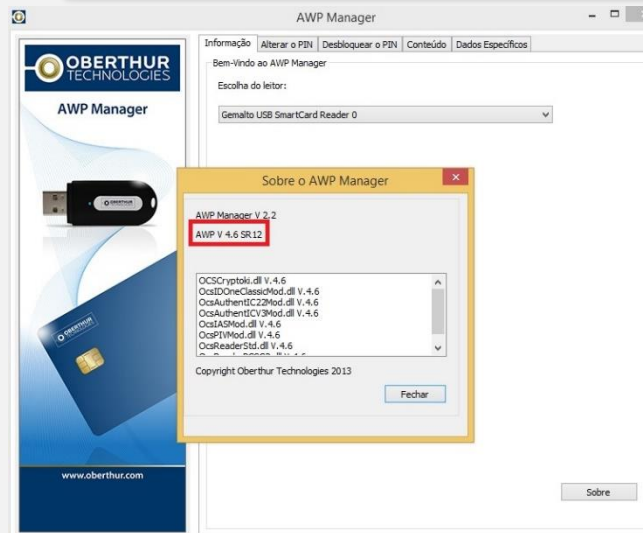 AWP Manager
OBERTHUR
TECHNOLOGIES
AWP Manager
OBERTHUR
www.oberthur.com
Informação Alterar o PIN Desbloquear o PIN Conteúdo Dados Específicos
Bem-Vindo ao AWP Manager
Escolha do leitor:
Gemalto USB SmartCard Reader 0
Sobre o AWP Manager
AWP Manager V 2.2
AWP V 4.6 SR12
OCSCryptoki.dll V.4.6
OcsIDOneClassicMod.dll V.4.6
OcsAuthentIC22Mod.dll V.4.6
OcsAuthentICV3Mod.dll V.4.6
OcsIASMod.dll V.4.6
OcsPIVMod.dll V.4.6
OcsReaderStd.dll V.4.6
Copyright Oberthur Technologies 2013
Fechar
Sobre